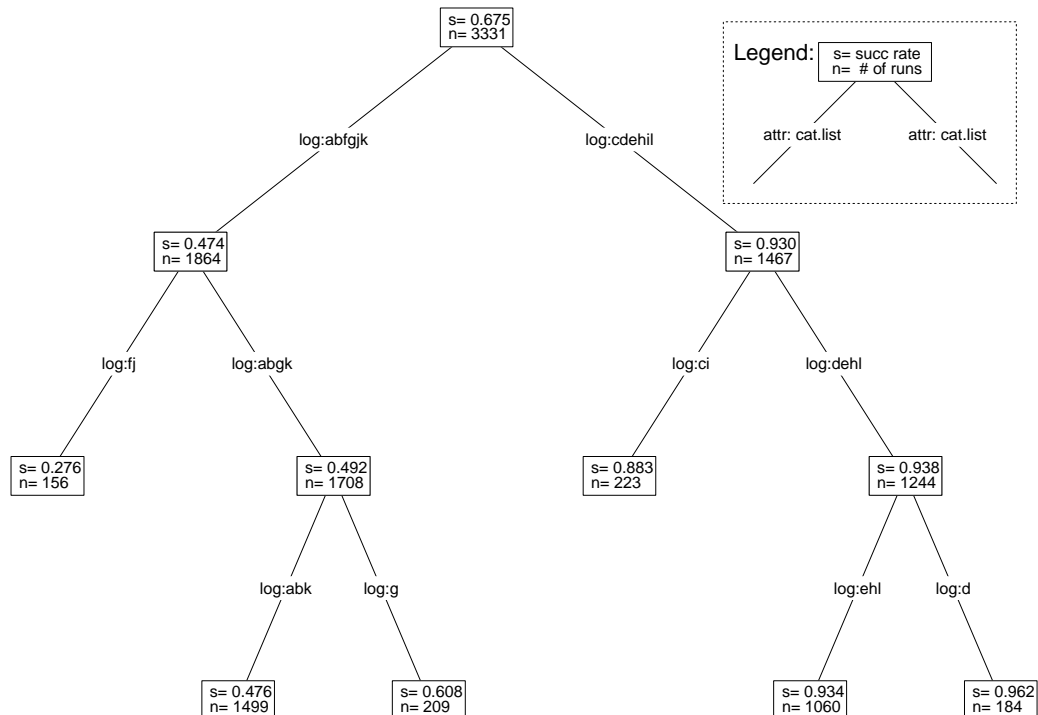 s= 0.675
n= 3331
Legend:
s= succ rate
n= # of runs
attr: cat.list
attr: cat.list
log:abfgjk
log:cdehil
s= 0.474
n= 1864
s= 0.930
n= 1467
log:fj
log:abgk
log:ci
log:dehl
s= 0.276
n= 156
s= 0.492
n= 1708
s= 0.883
n= 223
s= 0.938
n= 1244
log:abk
log:g
log:ehl
log:d
s= 0.476
n= 1499
s= 0.608
n= 209
s= 0.934
n= 1060
s= 0.962
n= 184